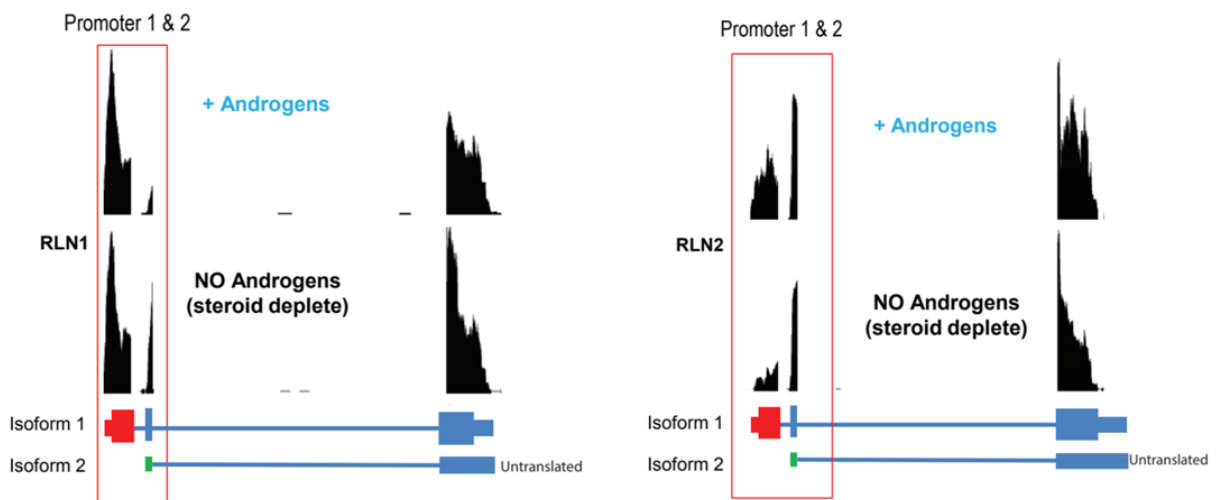 Promoter 1 & 2
+ Androgens
RLN1
NO Androgens
(steroid deplete)
Isoform 1
Isoform 2
Untranslated
Promoter 1 & 2
+ Androgens
RLN2
NO Androgens
(steroid deplete)
Isoform 1
Isoform 2
Untranslated